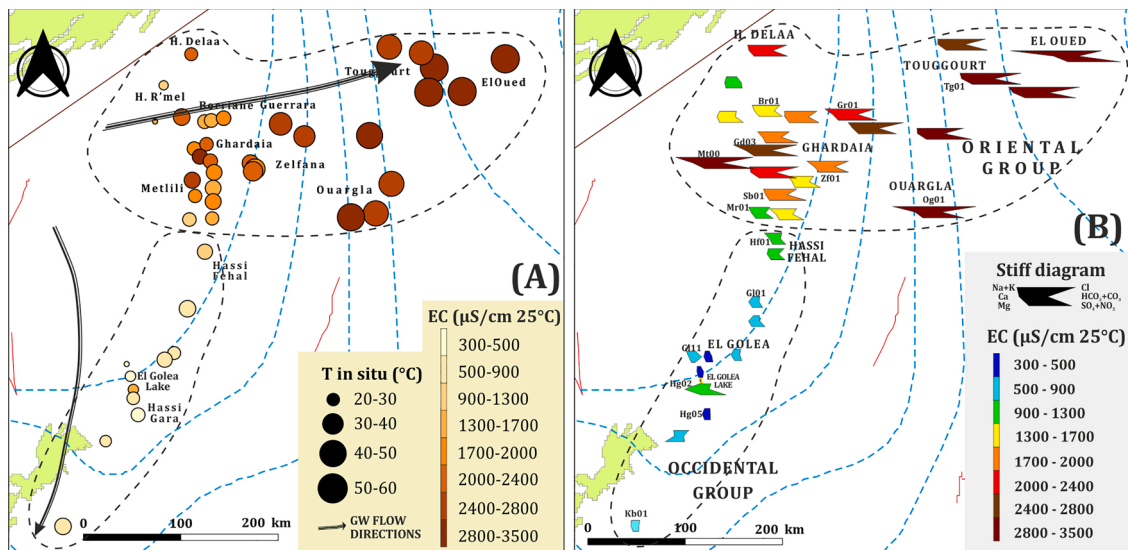 H. Delaa
H. R'mel
Touggourt
ElOued
Berriane
Guerrara
Ghardaia
Zelfana
Metlili
Ouargla
Hassi
Fehal
El Golea
Lake
Hassi
Gara
(A)
T in situ (°C)
20-30
30-40
40-50
50-60
GW FLOW
DIRECTIONS
EC (µS/cm 25°C)
300-500
500-900
900-1300
1300-1700
1700-2000
2000-2400
2400-2800
2800-3500
0 100 200 km
H. DELAA
EL OUED
TOUGGOURT
Tg01
Br01
Gr01
Gd03
GHARDAIA
Mt00
ORIENTAL
GROUP
Zf01
OUARGLA
Sb01
Og01
Mr01
Hf01
HASSI
FEHAL
(B)
Gl01
Gl11
EL GOLEA
EL GOLEA
LAKE
Hg02
Hg05
OCCIDENTAL
GROUP
Kb01
0 100 200 km
Stiff diagram
Na+K Cl
Ca HCO₃+CO₃
Mg SO₄+NO₃
EC (µS/cm 25°C)
300 - 500
500 - 900
900 - 1300
1300 - 1700
1700 - 2000
2000 - 2400
2400 - 2800
2800 - 3500